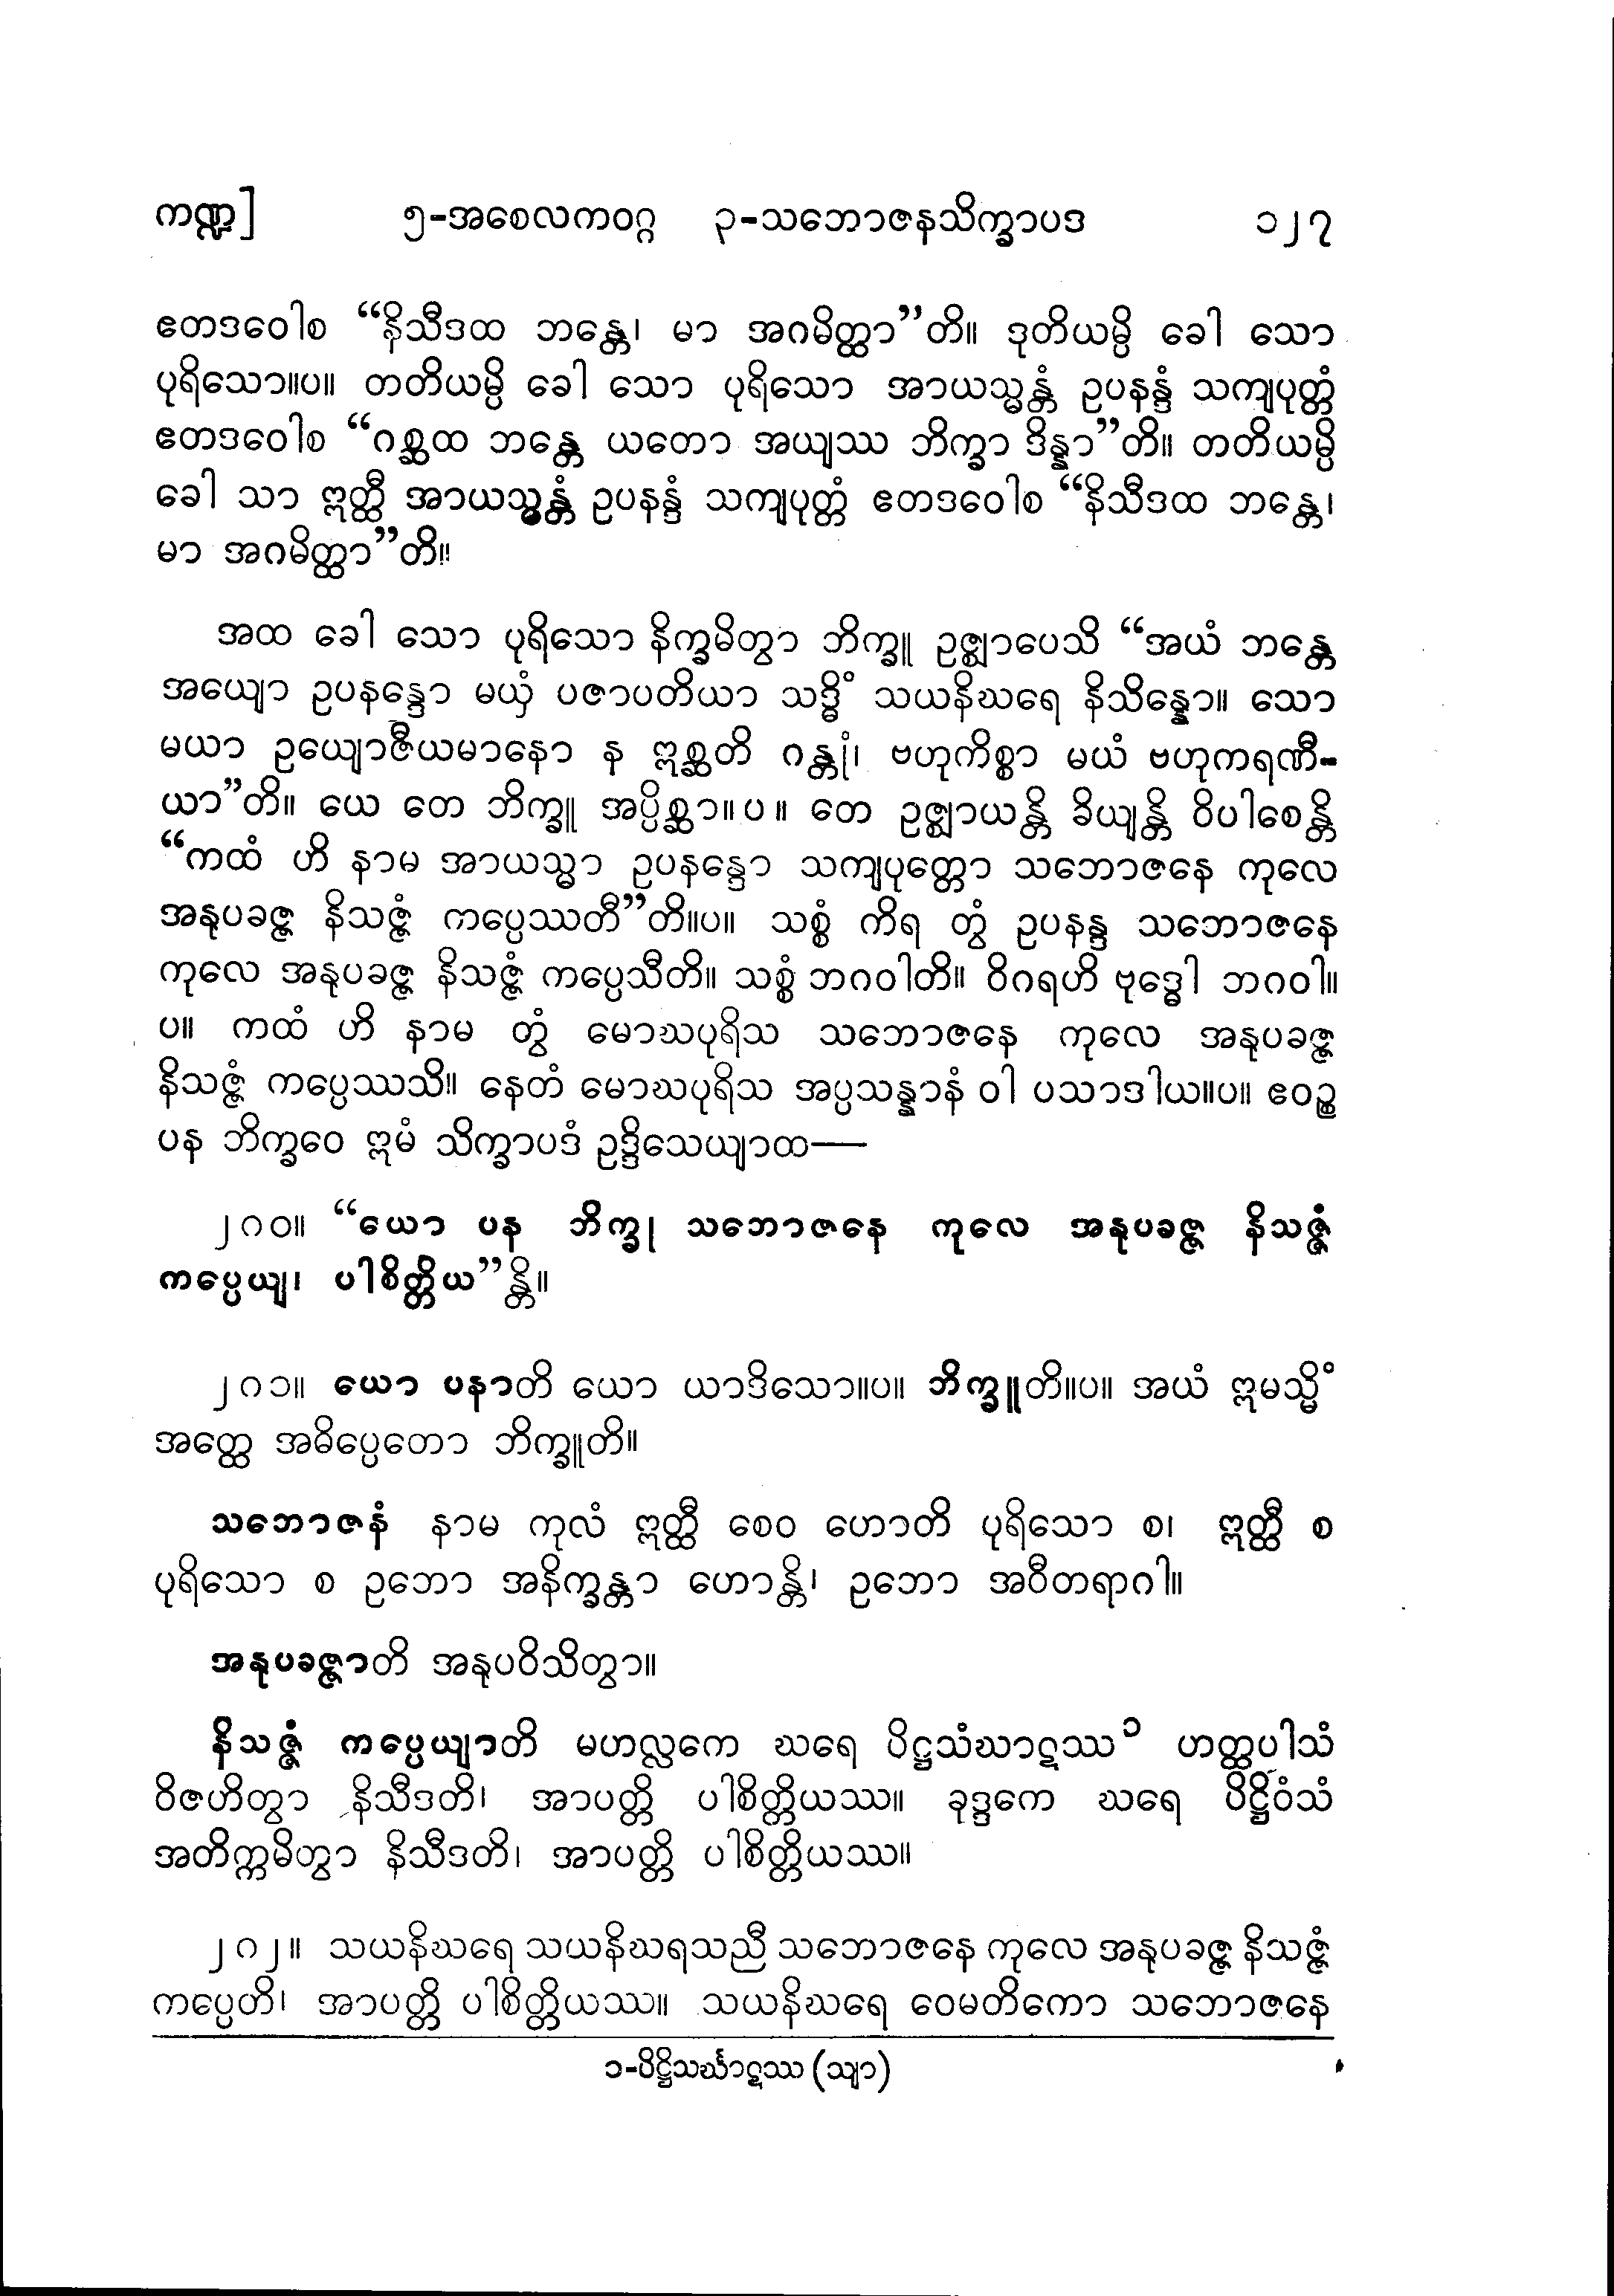 ကဏ္ဍ] ၅-အစေလကဝဂ္ဂ ၃-သဘောဇနသိက္ခာပဒ ၁၂၇
ဧတဒဝေါစ “နိသီဒထ ဘန္တေ၊ မာ အဂမိတ္ထာ”တိ။ ဒုတိယမ္ပိ ခေါ သော
ပုရိသော။ပ။ တတိယမ္ပိ ခေါ သော ပုရိသော အာယသ္မန္တံ ဥပနန္ဒံ သကျပုတ္တံ
ဧတဒဝေါစ “ဂစ္ဆထ ဘန္တေ ယတော အယျဿ ဘိက္ခာ ဒိန္နာ”တိ။ တတိယမ္ပိ
ခေါ သာ ဣတ္ထီ အာယသ္မန္တံ ဥပနန္ဒံ သကျပုတ္တံ ဧတဒဝေါစ “နိသီဒထ ဘန္တေ၊
မာ အဂမိတ္ထာ”တိ။
အထ ခေါ သော ပုရိသော နိက္ခမိတွာ ဘိက္ခူ ဥဇ္ဈာပေသိ “အယံ ဘန္တေ
အယျော ဥပနန္ဒော မယှံ ပဇာပတိယာ သဒ္ဓိံ သယနိဃရေ နိသိန္နော။ သော
မယာ ဥယျောဇီယမာနော န ဣစ္ဆတိ ဂန္တုံ၊ ဗဟုကိစ္စာ မယံ ဗဟုကရဏီ-
ယာ”တိ။ ယေ တေ ဘိက္ခူ အပ္ပိစ္ဆာ။ပ။ တေ ဥဇ္ဈာယန္တိ ခိယျန္တိ ဝိပါစေန္တိ
“ကထံ ဟိ နာမ အာယသ္မာ ဥပနန္ဒော သကျပုတ္တော သဘောဇနေ ကုလေ
အနုပခဇ္ဇ နိသဇ္ဇံ ကပ္ပေဿတီ”တိ။ပ။ သစ္စံ ကိရ တွံ ဥပနန္ဒ သဘောဇနေ
ကုလေ အနုပခဇ္ဇ နိသဇ္ဇံ ကပ္ပေသီတိ။ သစ္စံ ဘဂဝါတိ။ ဝိဂရဟိ ဗုဒ္ဓေါ ဘဂဝါ။
ပ။ ကထံ ဟိ နာမ တွံ မောဃပုရိသ သဘောဇနေ ကုလေ အနုပခဇ္ဇ
နိသဇ္ဇံ ကပ္ပေဿသိ။ နေတံ မောဃပုရိသ အပ္ပသန္နာနံ ဝါ ပသာဒါယ။ပ။ ဧဝဉ္စ
ပန ဘိက္ခဝေ ဣမံ သိက္ခာပဒံ ဥဒ္ဒိသေယျာထ—
၂၈၀။ “ယော ပန ဘိက္ခု သဘောဇနေ ကုလေ အနုပခဇ္ဇ နိသဇ္ဇံ
ကပ္ပေယျ၊ ပါစိတ္တိယ”န္တိ။
၂၈၁။ ယော ပနာတိ ယော ယာဒိသော။ပ။ ဘိက္ခူတိ။ပ။ အယံ ဣမသ္မိံ
အတ္ထေ အဓိပ္ပေတော ဘိက္ခူတိ။
သဘောဇနံ နာမ ကုလံ ဣတ္ထီ စေဝ ဟောတိ ပုရိသော စ၊ ဣတ္ထီ စ
ပုရိသော စ ဥဘော အနိက္ခန္တာ ဟောန္တိ၊ ဥဘော အဝီတရာဂါ။
အနုပခဇ္ဇာတိ အနုပဝိသိတွာ။
နိသဇ္ဇံ ကပ္ပေယျာတိ မဟလ္လကေ ဃရေ ပိဋ္ဌသံဃာဋဿ၁ ဟတ္ထပါသံ
ဝိဇဟိတွာ နိသီဒတိ၊ အာပတ္တိ ပါစိတ္တိယဿ။ ခုဒ္ဒကေ ဃရေ ပိဋ္ဌိဝံသံ
အတိက္ကမိတွာ နိသီဒတိ၊ အာပတ္တိ ပါစိတ္တိယဿ။
၂၈၂။ သယနိဃရေ သယနိဃရသညီ သဘောဇနေ ကုလေ အနုပခဇ္ဇ နိသဇ္ဇံ
ကပ္ပေတိ၊ အာပတ္တိ ပါစိတ္တိယဿ။ သယနိဃရေ ဝေမတိကော သဘောဇနေ
၁-ပိဋ္ဌိသင်္ဃာဋဿ (သျာ)